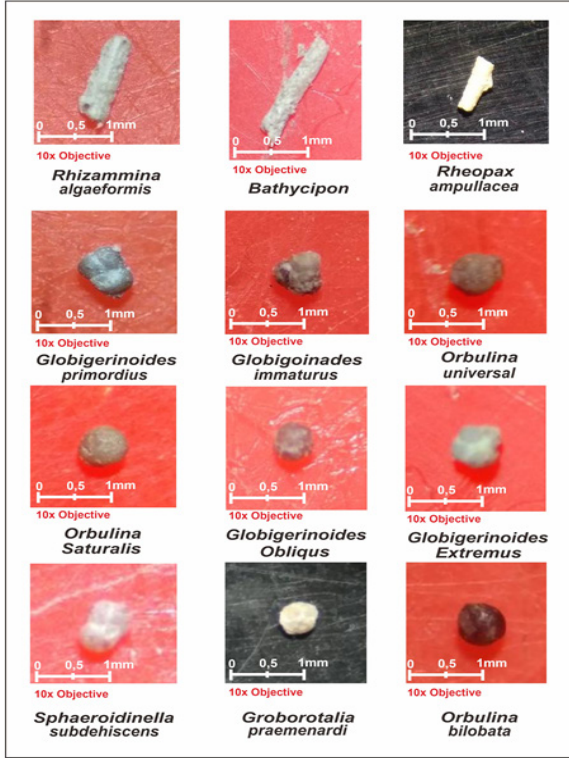 0 0,5 1mm
10x Objective
Rhizammina
algaeformis
0 0,5 1mm
10x Objective
Bathycipon
0 0,5 1mm
10x Objective
Rheopax
ampullacea
0 0,5 1mm
10x Objective
Globigerinoides
primordius
0 0,5 1mm
10x Objective
Globigoinades
immaturus
0 0,5 1mm
10x Objective
Orbulina
universal
0 0,5 1mm
10x Objective
Orbulina
Saturalis
0 0,5 1mm
10x Objective
Globigerinoides
Obliqus
0 0,5 1mm
10x Objective
Globigerinoides
Extremus
0 0,5 1mm
10x Objective
Sphaeroidinella
subdehiscens
0 0,5 1mm
10x Objective
Groborotalia
praemenardi
0 0,5 1mm
10x Objective
Orbulina
bilobata